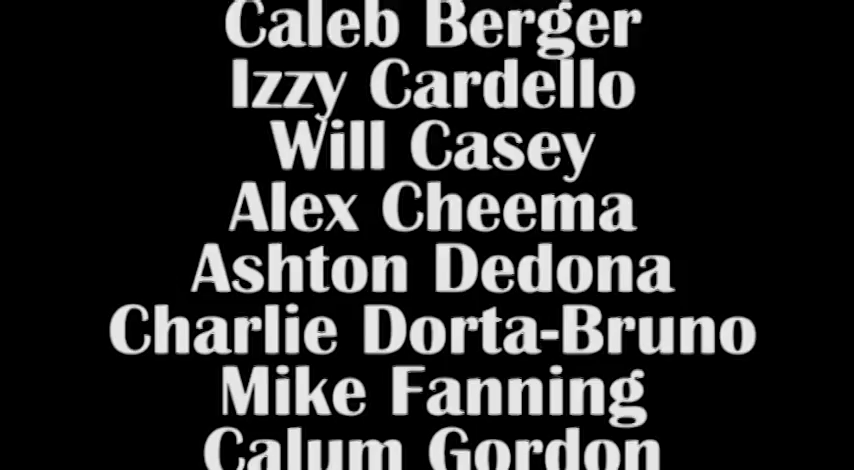 Caleb Berger
Izzy Cardello
Will Casey
Alex Cheema
Ashton Dedona
Charlie Dorta-Bruno
Mike Fanning
Calum Gordon